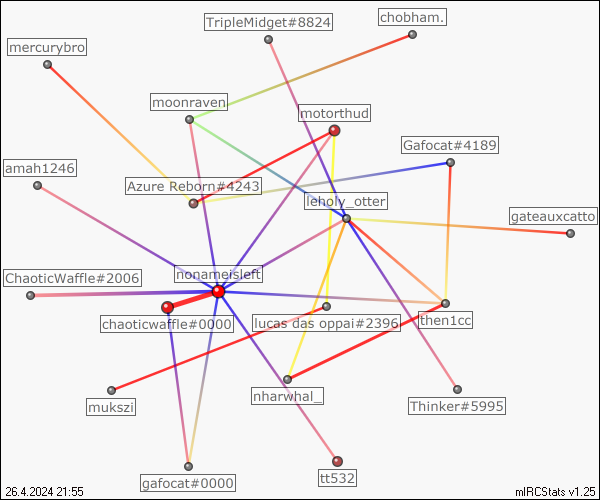 TripleMidget#8824
chobham.
mercurybro
moonraven
motorthud
Gafocat#4189
amah1246
Azure Reborn#4243
leholy_otter
gateauxcatto
nonameisleft
ChaoticWaffle#2006
chaoticwaffle#0000
lucas das oppai#2396
then1cc
nharwhal_
mukszi
Thinker#5995
gafocat#0000
tt532
26.4.2024 21:55
mIRCStats v1.25